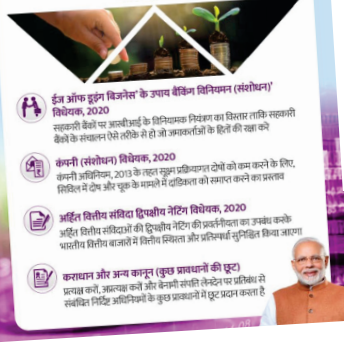 ईज ऑफ डूइंग बिजनेस' के उपाय बैंकिंग विनियमन (संशोधन)'
विधेयक, 2020
सहकारी बैंकों पर आरबीआई के विनियामक नियंत्रण का विस्तार ताकि सहकारी
बैंकों के संचालन ऐसे तरीके से हो जो जमाकर्ताओं के हितों की रक्षा करे
कंपनी (संशोधन) विधेयक, 2020
कंपनी अधिनियम, 2013 के तहत सूक्ष्म प्रक्रियागत दोषों को कम करने के लिए,
सिविल में दोष और चूक के मामले में दांडिकता को समाप्त करने का प्रस्ताव
अर्हित वित्तीय संविदा द्विपक्षीय नेटिंग विधेयक, 2020
अर्हित वित्तीय संविदाओं की द्विपक्षीय नेटिंग की प्रवर्तनीयता का उपबंध करके
भारतीय वित्तीय बाजारों में वित्तीय स्थिरता और प्रतिस्पर्धा सुनिश्चित किया जाएगा
कराधान और अन्य कानून (कुछ प्रावधानों की छूट)
प्रत्यक्ष करों, अप्रत्यक्ष करों और बेनामी संपत्ति लेनदेन पर प्रतिबंध से
संबंधित निर्दिष्ट अधिनियमों के कुछ प्रावधानों में छूट प्रदान करता है